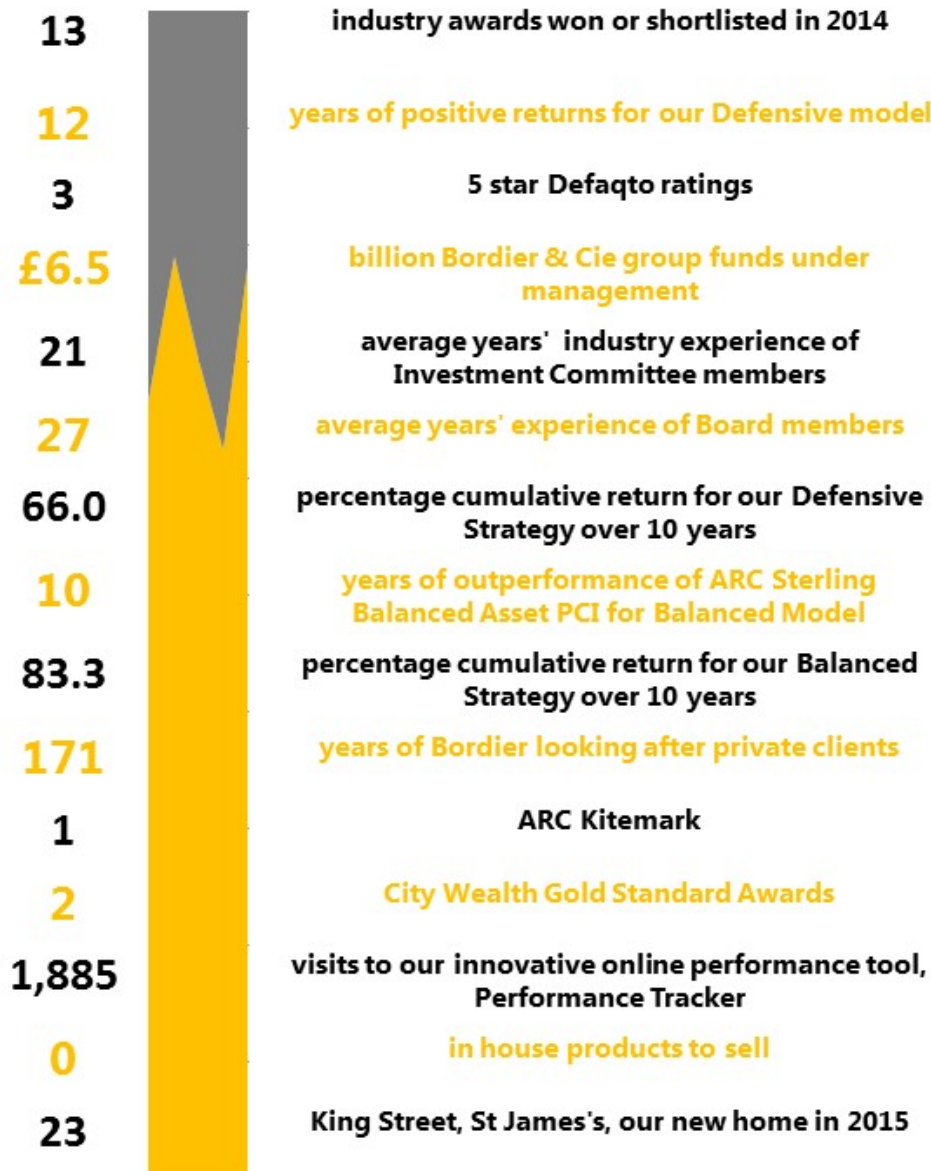 13 industry awards won or shortlisted in 2014
12 years of positive returns for our Defensive model
3 5 star Defaqto ratings
£6.5 billion Bordier & Cie group funds under
management
21 average years' industry experience of
Investment Committee members
27 average years' experience of Board members
66.0 percentage cumulative return for our Defensive
Strategy over 10 years
10 years of outperformance of ARC Sterling
Balanced Asset PCI for Balanced Model
83.3 percentage cumulative return for our Balanced
Strategy over 10 years
171 years of Bordier looking after private clients
1 ARC Kitemark
2 City Wealth Gold Standard Awards
1,885 visits to our innovative online performance tool,
Performance Tracker
0 in house products to sell
23 King Street, St James's, our new home in 2015